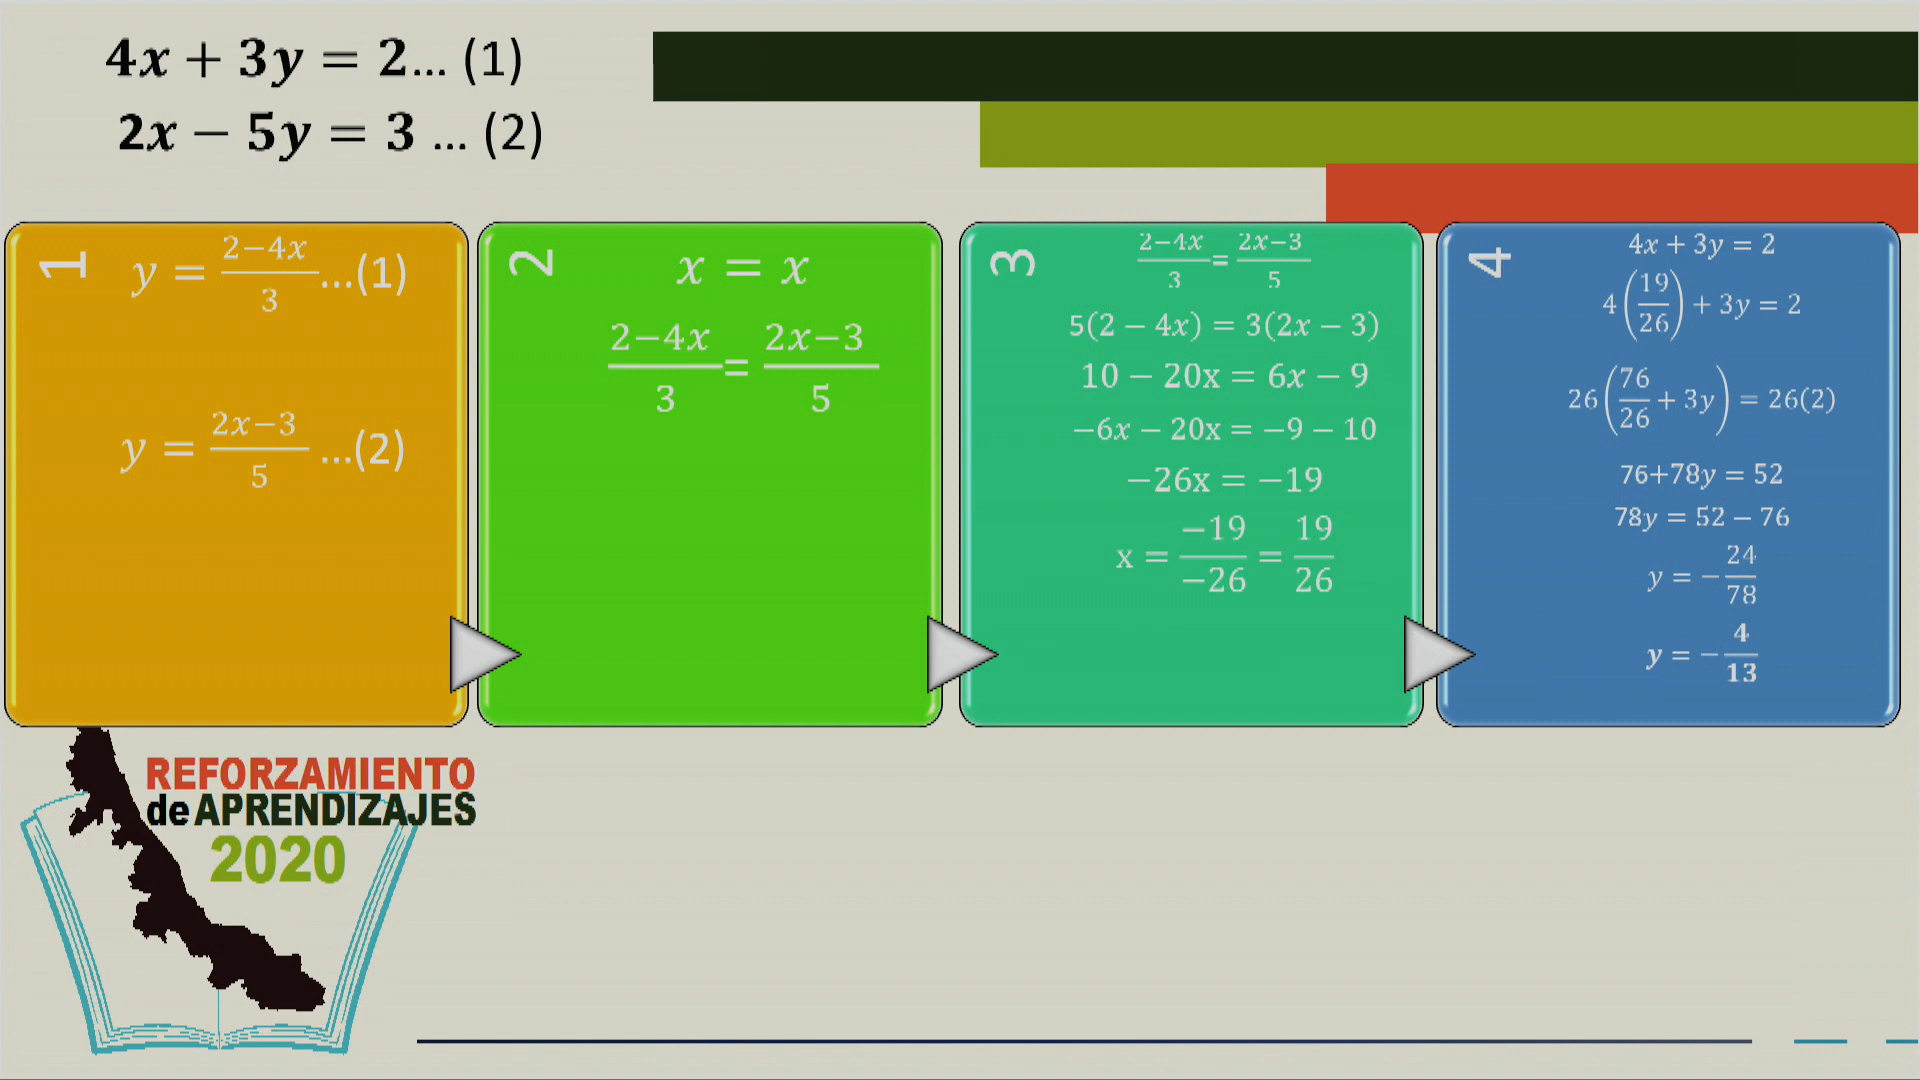 4x + 3y = 2... (1)
2x − 5y = 3 ... (2)
1
y = (2−4x)/3 ...(1)
y = (2x−3)/5 ...(2)
2
x = x
(2−4x)/3 = (2x−3)/5
3
(2−4x)/3 = (2x−3)/5
5(2 − 4x) = 3(2x − 3)
10 − 20x = 6x − 9
−6x − 20x = −9 − 10
−26x = −19
x = −19/−26 = 19/26
4
4x + 3y = 2
4(19/26) + 3y = 2
26(76/26 + 3y) = 26(2)
76+78y = 52
78y = 52 − 76
y = −24/78
y = −4/13
REFORZAMIENTO
de APRENDIZAJES
2020